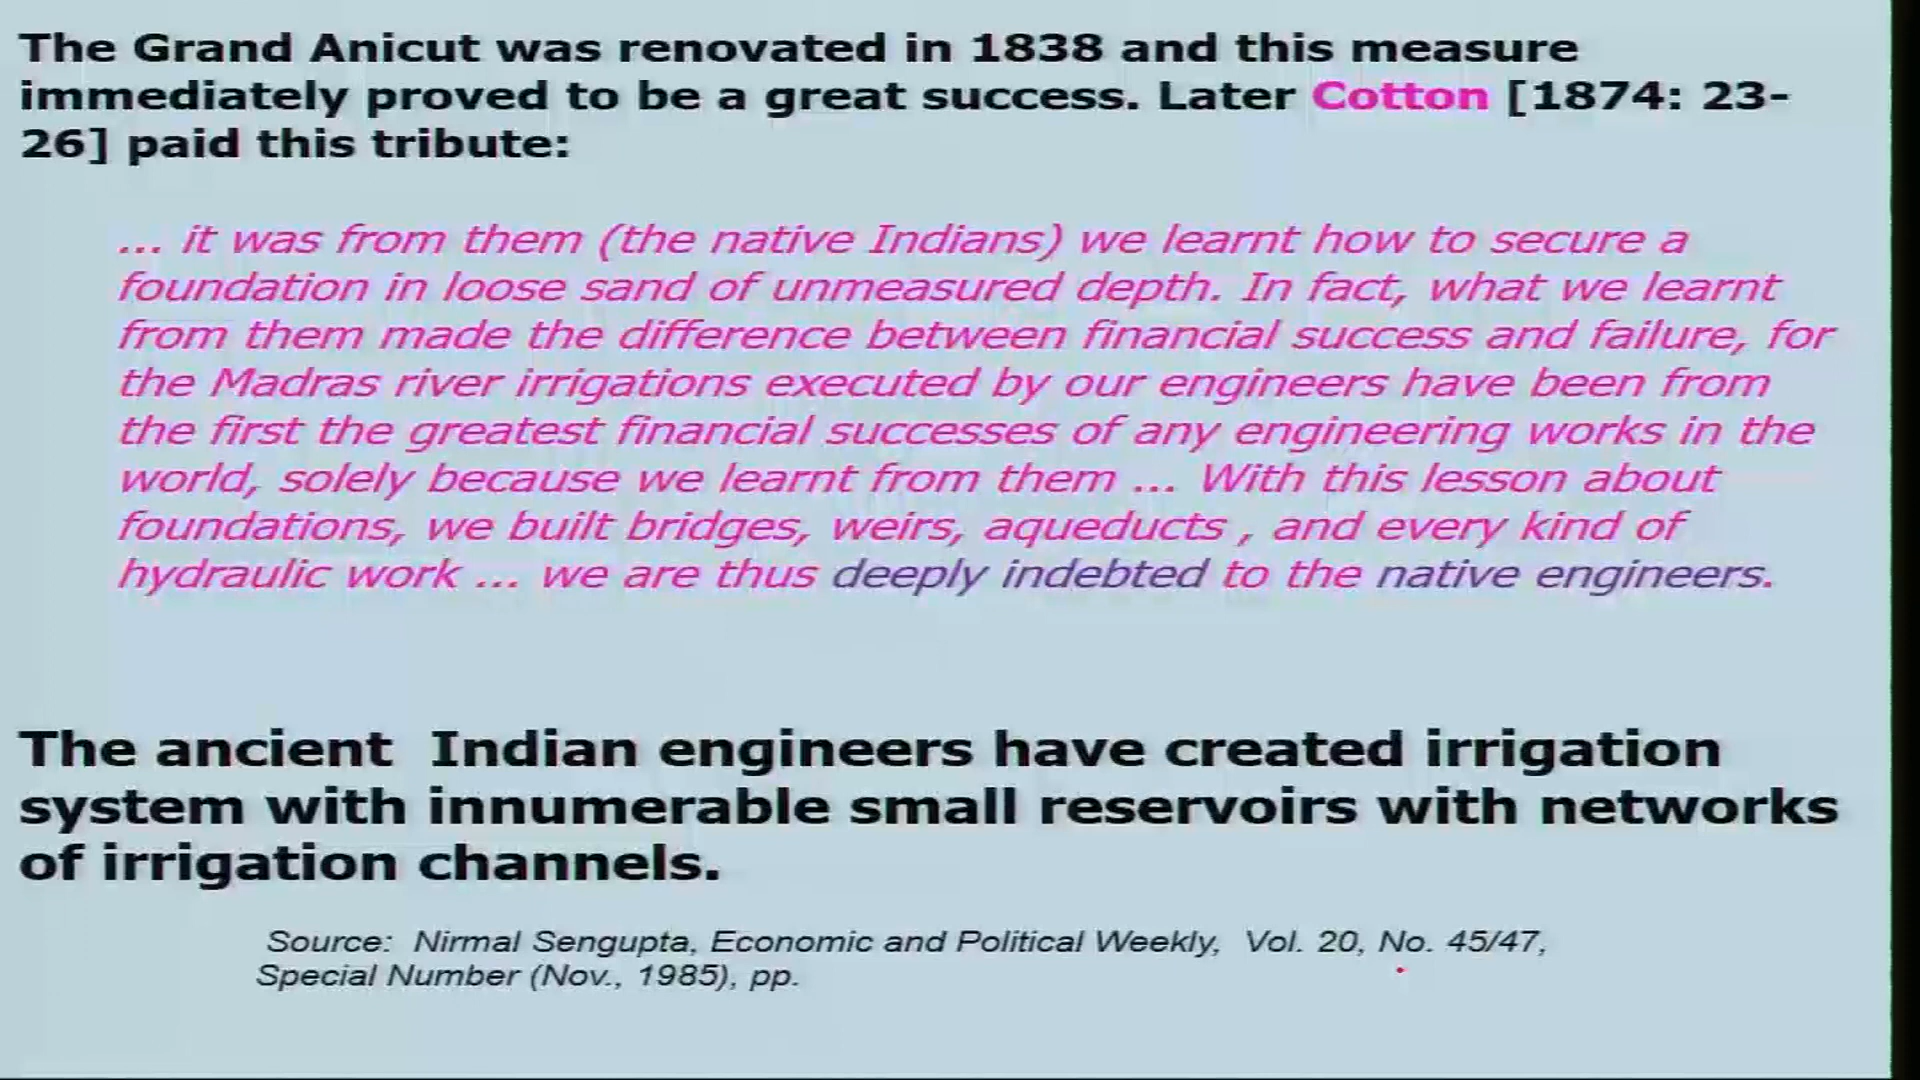 The Grand Anicut was renovated in 1838 and this measure
immediately proved to be a great success. Later Cotton [1874: 23-
26] paid this tribute:
... it was from them (the native Indians) we learnt how to secure a
foundation in loose sand of unmeasured depth. In fact, what we learnt
from them made the difference between financial success and failure, for
the Madras river irrigations executed by our engineers have been from
the first the greatest financial successes of any engineering works in the
world, solely because we learnt from them ... With this lesson about
foundations, we built bridges, weirs, aqueducts , and every kind of
hydraulic work ... we are thus deeply indebted to the native engineers.
The ancient  Indian engineers have created irrigation
system with innumerable small reservoirs with networks
of irrigation channels.
Source:  Nirmal Sengupta, Economic and Political Weekly,  Vol. 20, No. 45/47,
Special Number (Nov., 1985), pp.